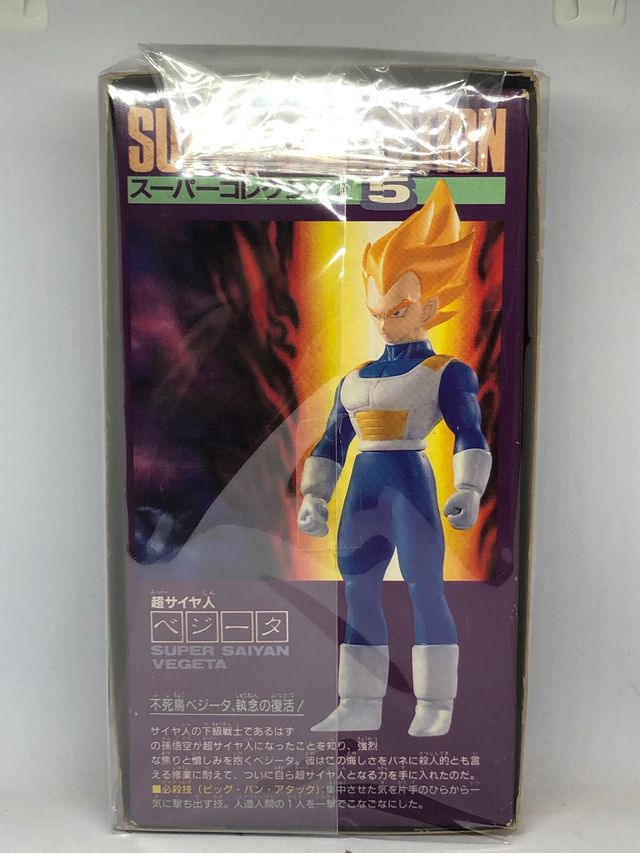 スーパーコレクション 5
超サイヤ人
スーパー じん
ベジータ
SUPER SAIYAN
VEGETA
不死鳥ベジータ、執念の復活!
サイヤ人の下級戦士であるはず
の孫悟空が超サイヤ人になったことを知り、強烈
な焦りと憎しみを抱くベジータ。彼はこの悔しさをバネに殺人的とも言
える修業に耐えて、ついに自ら超サイヤ人となる力を手に入れたのだ。
■必殺技(ビッグ・バン・アタック):集中させた気を片手のひらから一
気に撃ち出す技。人造人間の1人を一撃でこなごなにした。